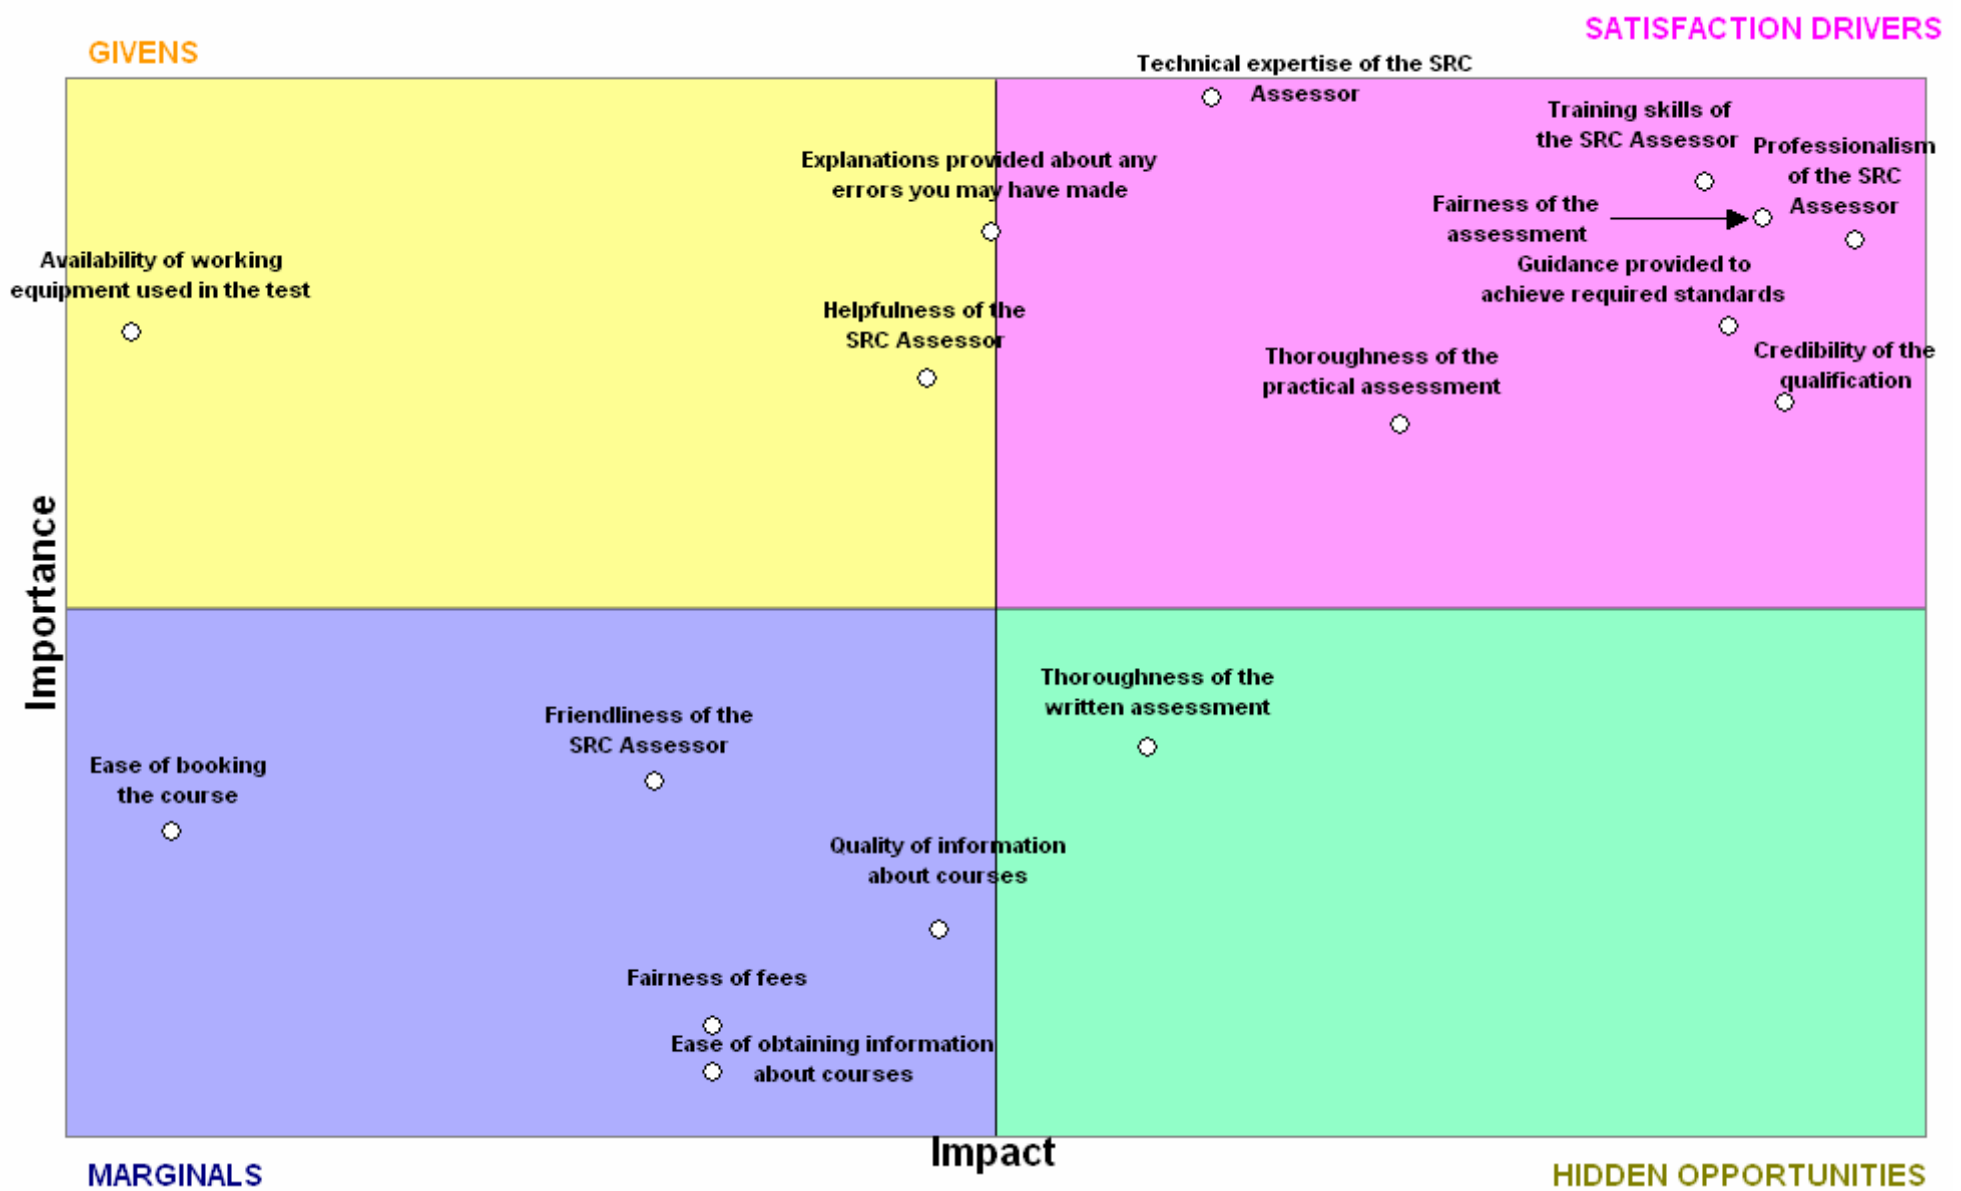 GIVENS
SATISFACTION DRIVERS
Technical expertise of the SRC
Assessor
Training skills of
the SRC Assessor
Professionalism
of the SRC
Assessor
Explanations provided about any
errors you may have made
Fairness of the
assessment
Availability of working
equipment used in the test
Guidance provided to
achieve required standards
Helpfulness of the
SRC Assessor
Thoroughness of the
practical assessment
Credibility of the
qualification
Importance
Thoroughness of the
written assessment
Friendliness of the
SRC Assessor
Ease of booking
the course
Quality of information
about courses
Fairness of fees
Ease of obtaining information
about courses
Impact
MARGINALS
HIDDEN OPPORTUNITIES